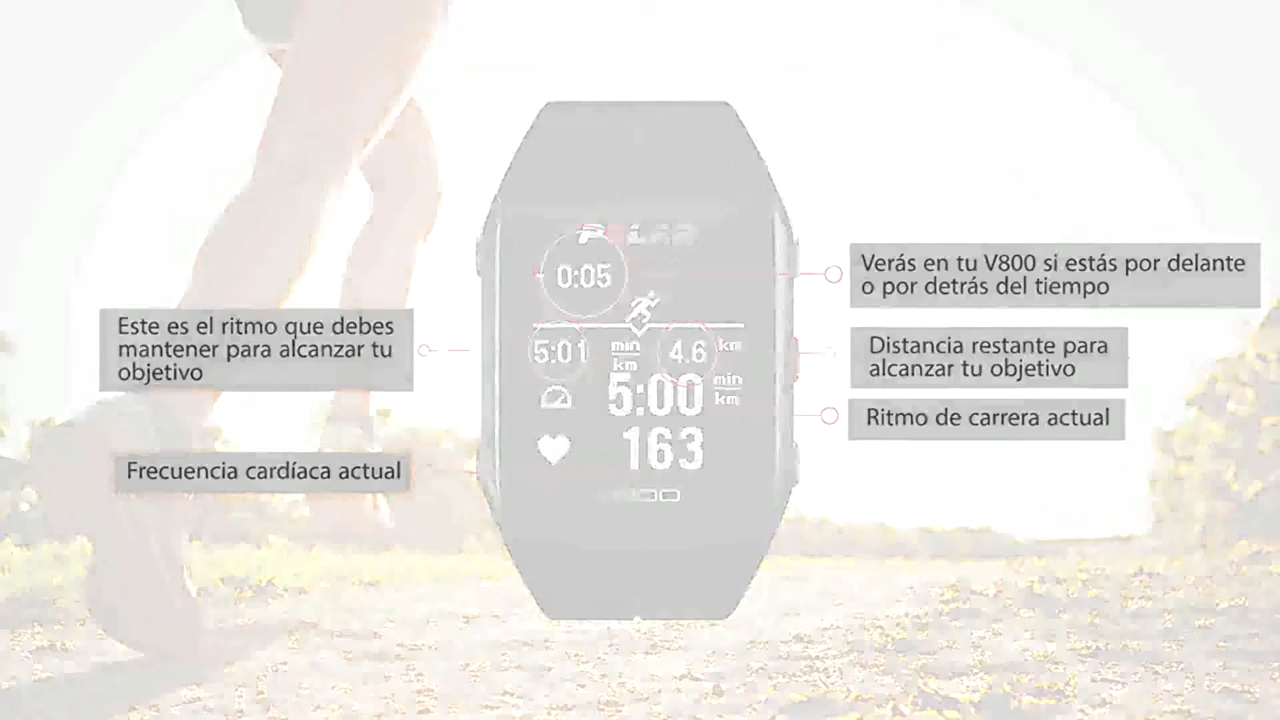 POLAR
0:05
Verás en tu V800 si estás por delante
o por detrás del tiempo
Este es el ritmo que debes
mantener para alcanzar tu
objetivo
5:01 min/km 4.6 km
Distancia restante para
alcanzar tu objetivo
5:00 min/km
Ritmo de carrera actual
163
Frecuencia cardíaca actual